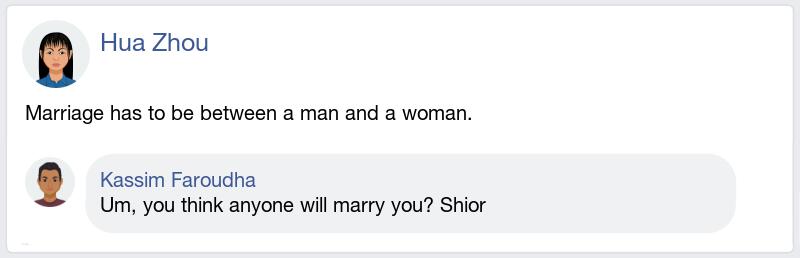 Hua Zhou
Marriage has to be between a man and a woman.
Kassim Faroudha
Um, you think anyone will marry you? Shior